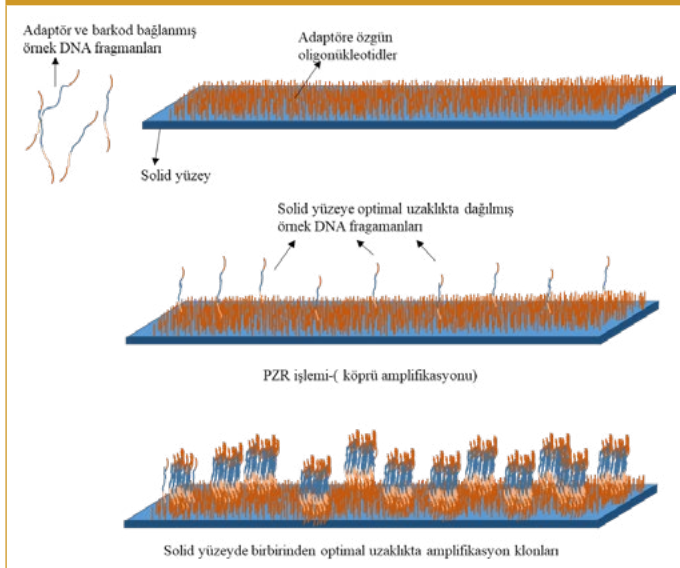 Adaptör ve barkod bağlanmış
örnek DNA fragmanları
Adaptöre özgün
oligonükleotidler
Solid yüzey
Solid yüzeye optimal uzaklıkta dağılmış
örnek DNA fragamanları
PZR işlemi-( köprü amplifikasyonu)
Solid yüzeyde birbirinden optimal uzaklıkta amplifikasyon klonları